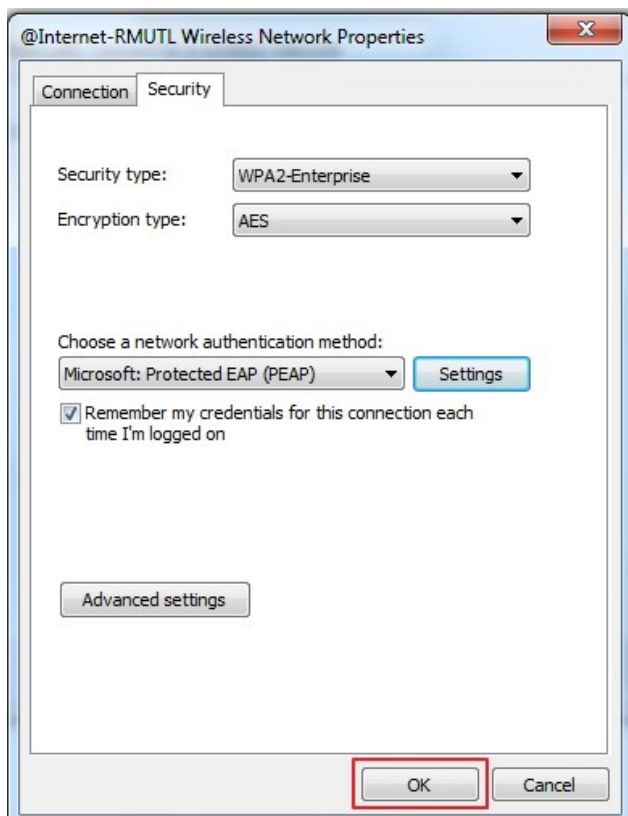 @Internet-RMUTL Wireless Network Properties
Connection Security
Security type: WPA2-Enterprise
Encryption type: AES
Choose a network authentication method:
Microsoft: Protected EAP (PEAP) Settings
Remember my credentials for this connection each
time I'm logged on
Advanced settings
OK Cancel